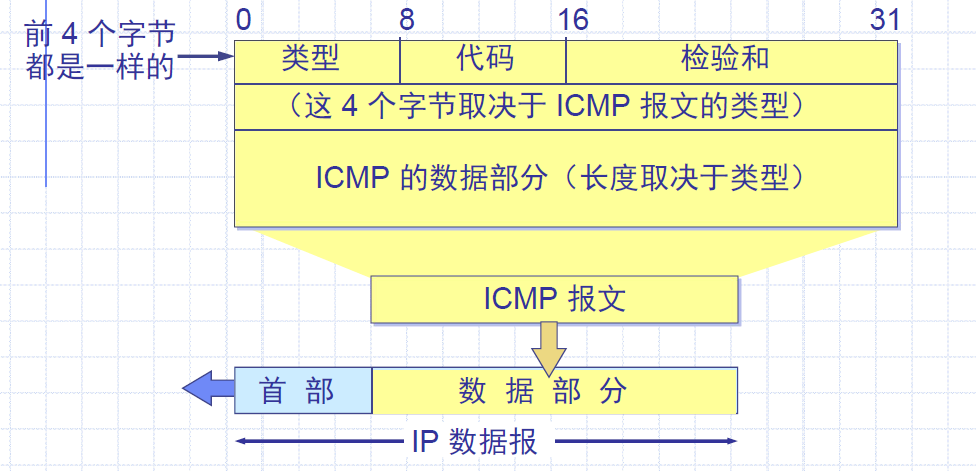 0 8 16 31
前 4 个字节
都是一样的
类型 代码 检验和
（这 4 个字节取决于 ICMP 报文的类型）
ICMP 的数据部分（长度取决于类型）
ICMP 报文
首 部 数 据 部 分
IP 数据报